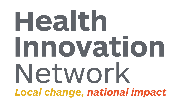 Health
Innovation
Network
Local change, national impact